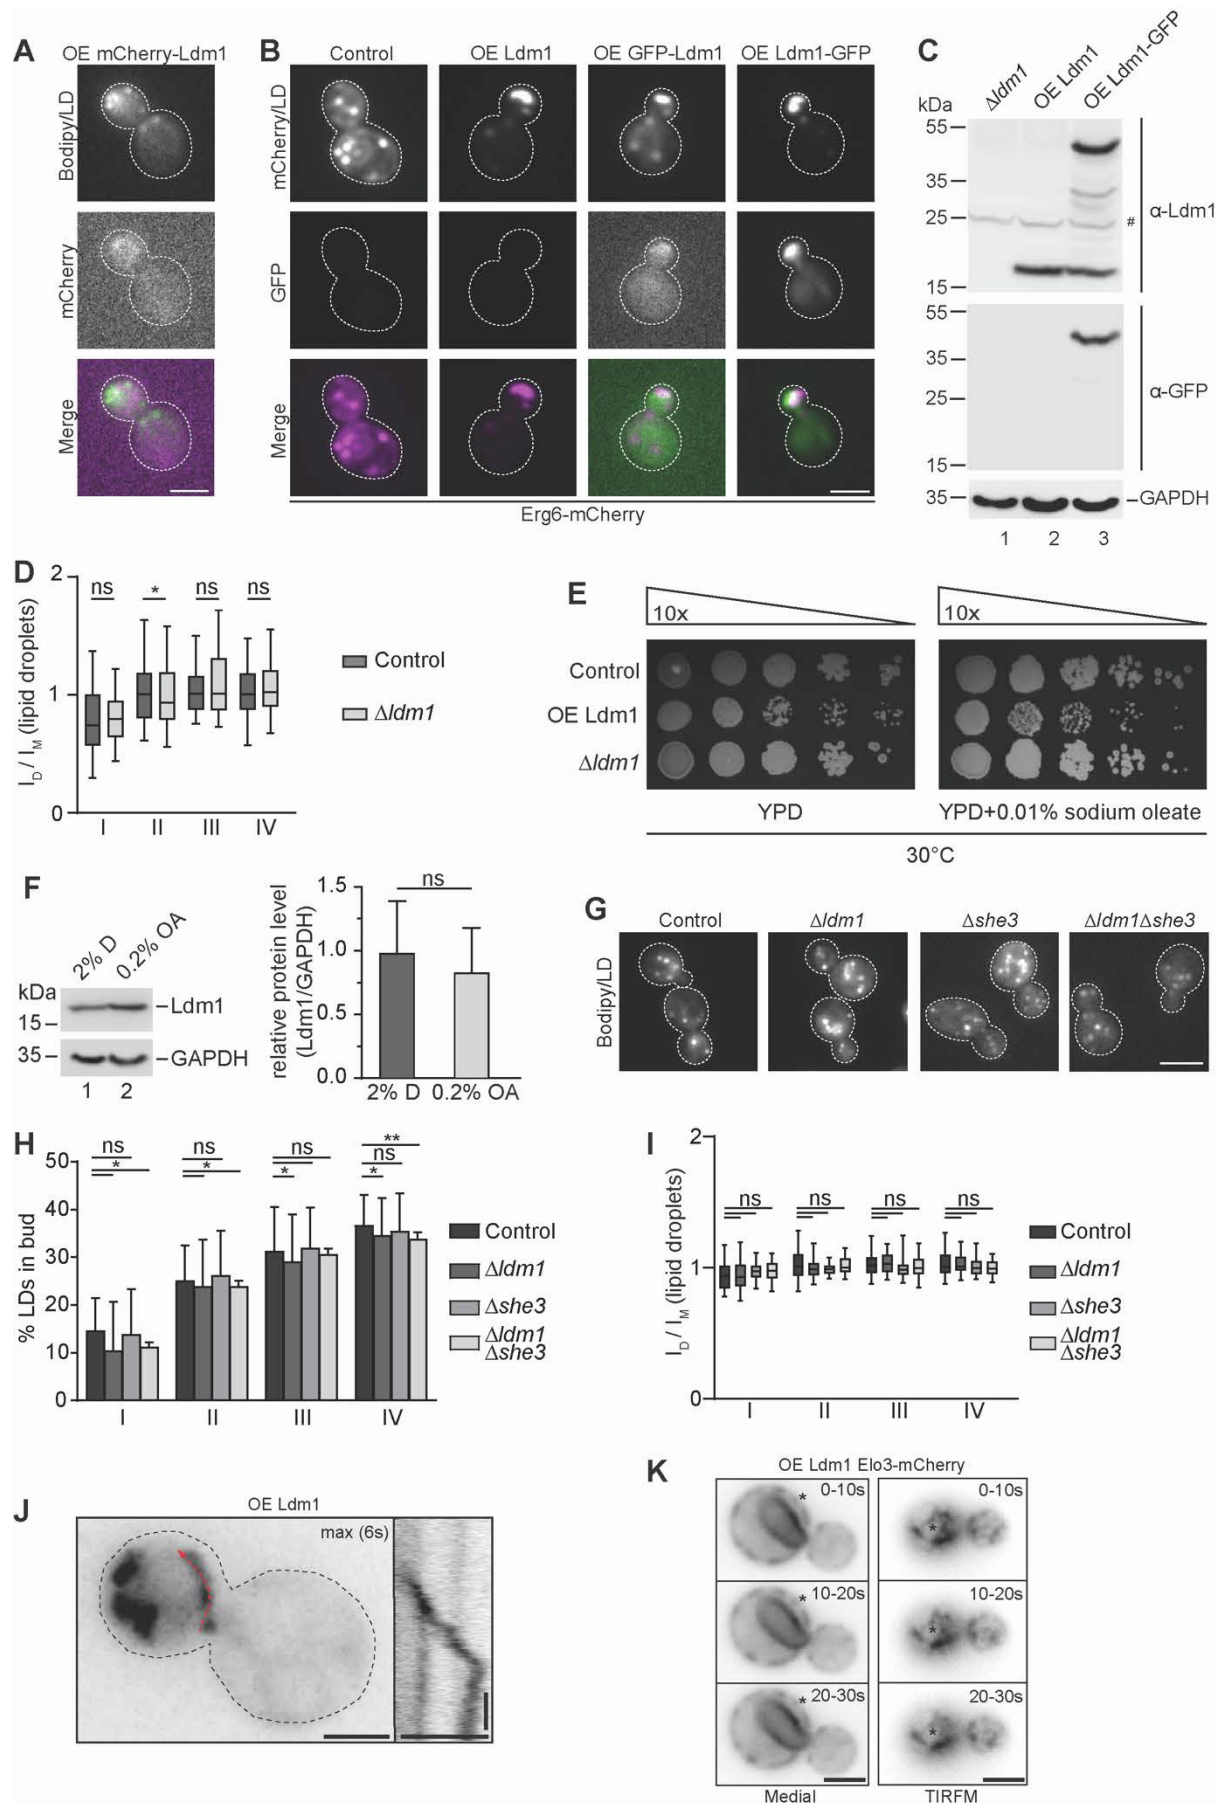 A
OE mCherry-Ldm1
Bodipy/LD
mCherry
Merge
B
Control
OE Ldm1
OE GFP-Ldm1
OE Ldm1-GFP
mCherry/LD
GFP
Merge
Erg6-mCherry
C
kDa
Δldm1
OE Ldm1
OE Ldm1-GFP
55
35
25
15
#
α-Ldm1
55
35
25
15
α-GFP
35
GAPDH
1 2 3
D
I_D / I_M (lipid droplets)
2
1
0
ns
*
ns
ns
I II III IV
Control
Δldm1
E
10x
10x
Control
OE Ldm1
Δldm1
YPD
YPD+0.01% sodium oleate
30°C
F
2% D
0.2% OA
kDa
15
35
Ldm1
GAPDH
1 2
relative protein level
(Ldm1/GAPDH)
1.5
1.0
0.5
0.0
ns
2% D 0.2% OA
G
Control
Δldm1
Δshe3
Δldm1Δshe3
Bodipy/LD
H
% LDs in bud
50
40
30
20
10
0
ns
*
ns
*
ns
*
**
ns
*
I II III IV
Control
Δldm1
Δshe3
Δldm1
Δshe3
I
I_D / I_M (lipid droplets)
2
1
0
ns
ns
ns
ns
I II III IV
Control
Δldm1
Δshe3
Δldm1
Δshe3
J
OE Ldm1
max (6s)
K
OE Ldm1 Elo3-mCherry
0-10s
*
0-10s
*
10-20s
*
10-20s
*
20-30s
*
20-30s
*
Medial
TIRFM